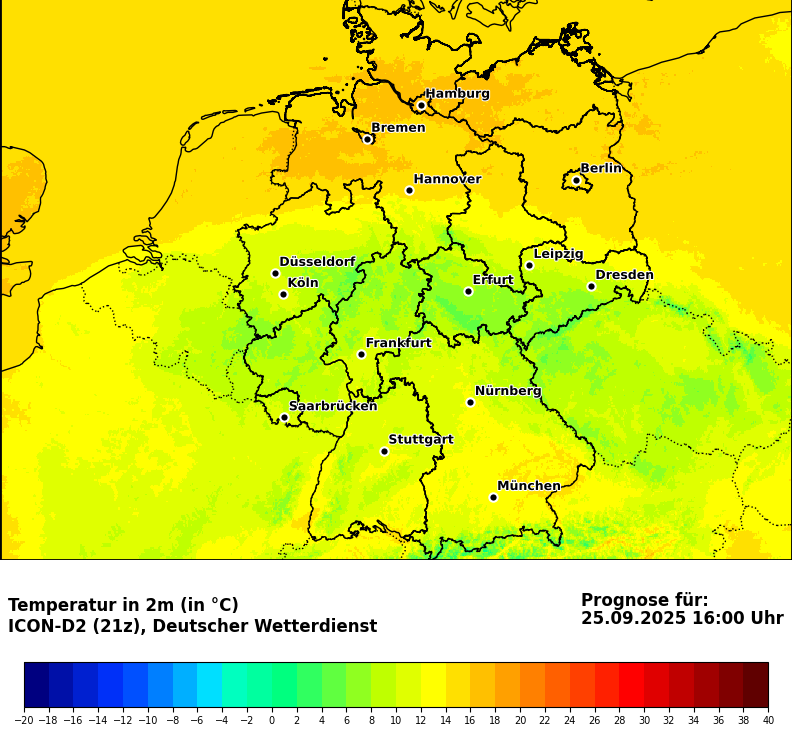 Hamburg
Bremen
Berlin
Hannover
Leipzig
Düsseldorf
Dresden
Köln
Erfurt
Frankfurt
Nürnberg
Saarbrücken
Stuttgart
München
Temperatur in 2m (in °C)
ICON-D2 (21z), Deutscher Wetterdienst
Prognose für:
25.09.2025 16:00 Uhr
−20 −18 −16 −14 −12 −10 −8 −6 −4 −2 0 2 4 6 8 10 12 14 16 18 20 22 24 26 28 30 32 34 36 38 40